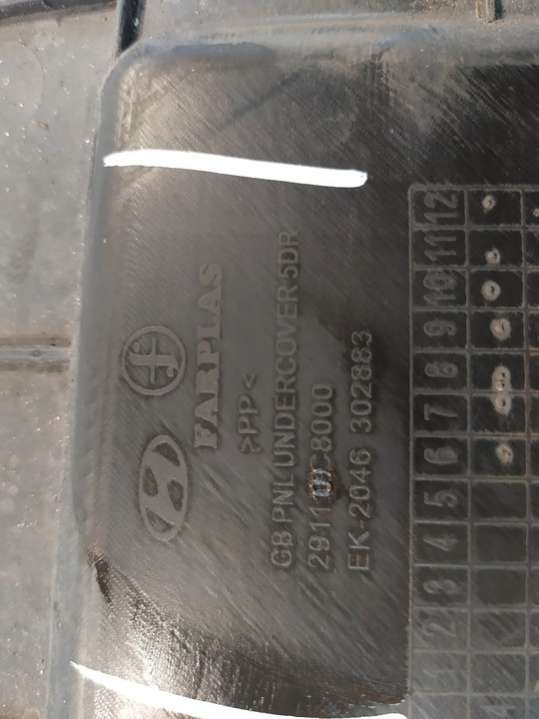 FARPLAS
>PP<
GB PNL UNDERCOVER 5DR
EK-2046 302883
1 2 3 4 5 6 7 8 9 10 11 12